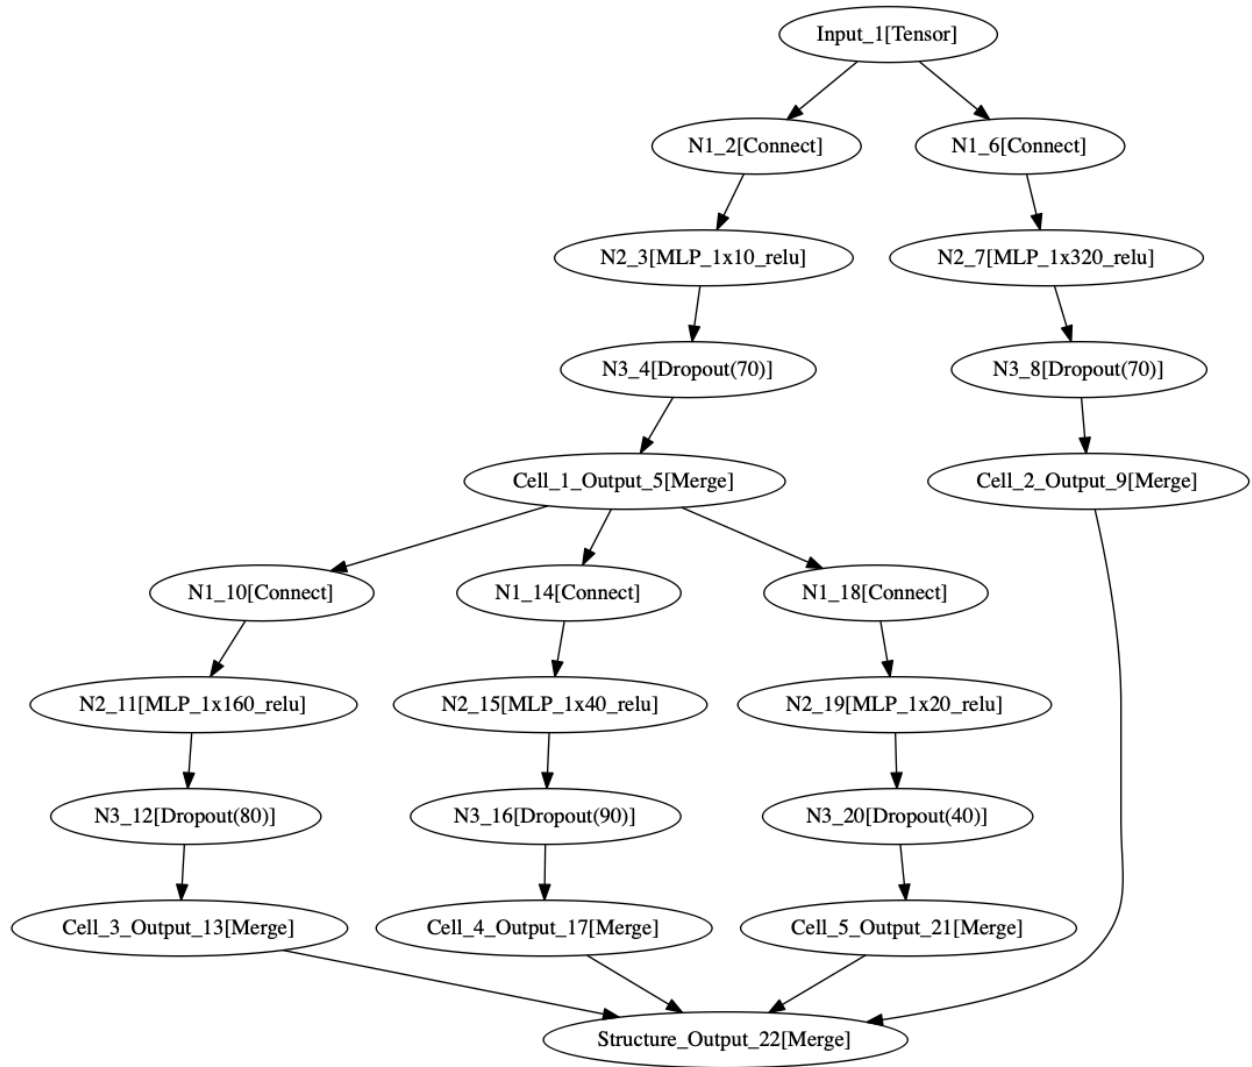 Input_1[Tensor]
N1_2[Connect]
N1_6[Connect]
N2_3[MLP_1x10_relu]
N2_7[MLP_1x320_relu]
N3_4[Dropout(70)]
N3_8[Dropout(70)]
Cell_1_Output_5[Merge]
Cell_2_Output_9[Merge]
N1_10[Connect]
N1_14[Connect]
N1_18[Connect]
N2_11[MLP_1x160_relu]
N2_15[MLP_1x40_relu]
N2_19[MLP_1x20_relu]
N3_12[Dropout(80)]
N3_16[Dropout(90)]
N3_20[Dropout(40)]
Cell_3_Output_13[Merge]
Cell_4_Output_17[Merge]
Cell_5_Output_21[Merge]
Structure_Output_22[Merge]